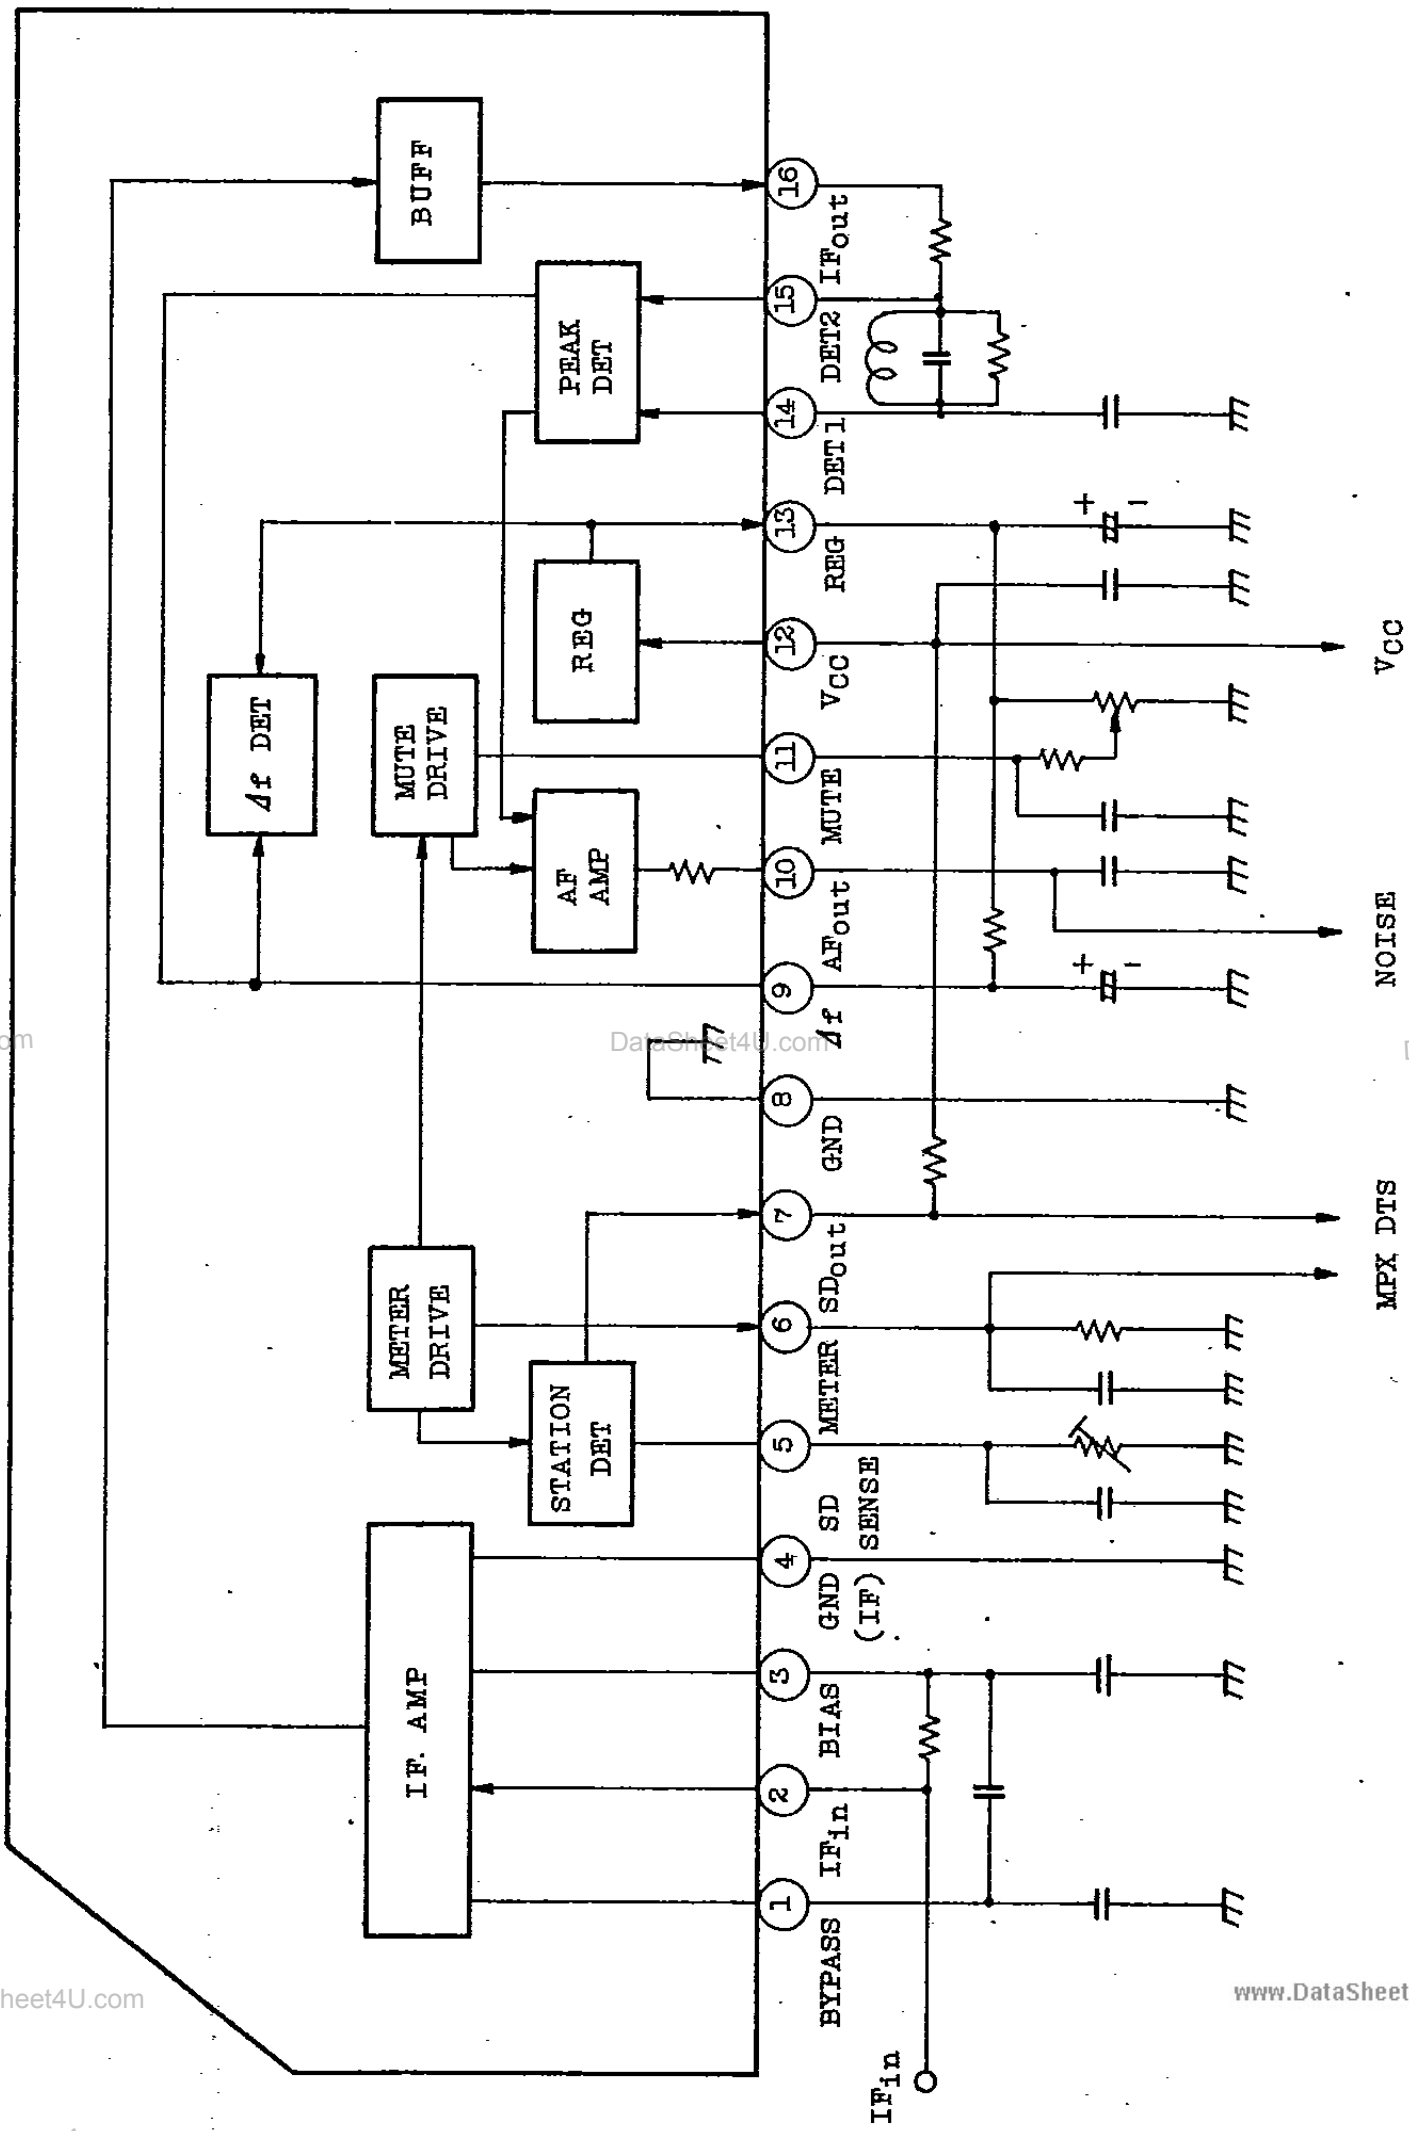 IF. AMP
METER
DRIVE
STATION
DET
Δf DET
MUTE
DRIVE
AF
AMP
REG
PEAK
DET
BUFF
1
2
3
4
5
6
7
8
9
10
11
12
13
14
15
16
BYPASS
IFin
BIAS
GND
(IF)
SD
SENSE
METER
SDout
GND
Δf
AFout
MUTE
VCC
REG
DET1
DET2
IFout
+ -
+ -
IFin
MPX DTS
NOISE
VCC
DataSheet4U.com
heet4U.com
om
www.DataSheet